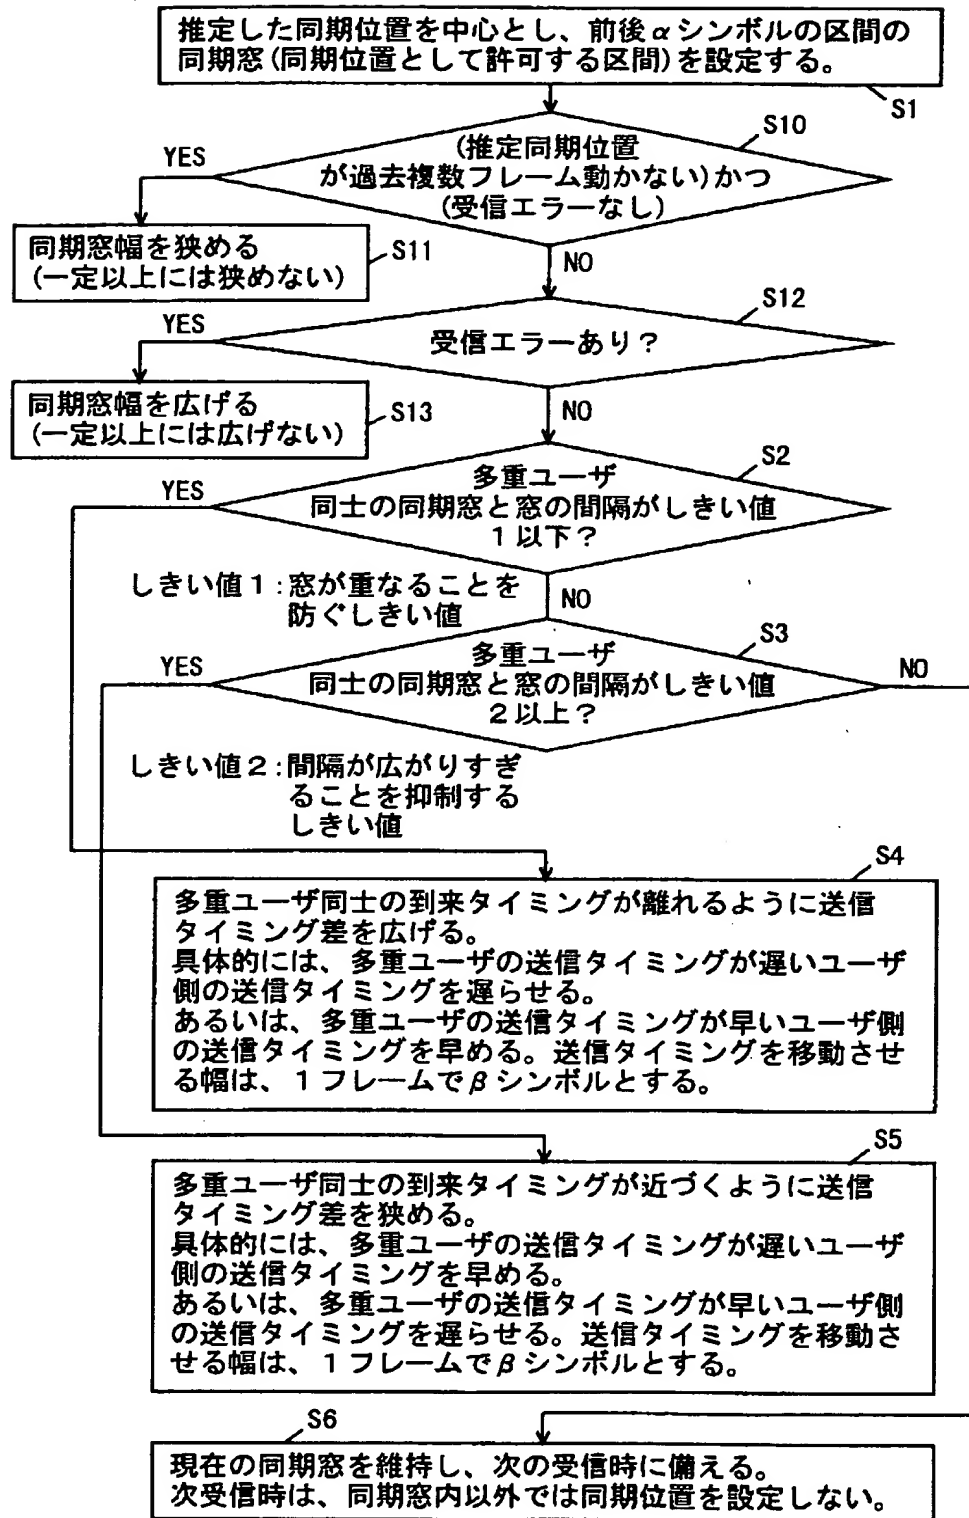 推定した同期位置を中心とし、前後αシンボルの区間の
同期窓(同期位置として許可する区間)を設定する。
S1
S10
(推定同期位置
が過去複数フレーム動かない)かつ
(受信エラーなし)
YES
同期窓幅を狭める
(一定以上には狭めない)
S11
NO
S12
YES
受信エラーあり?
同期窓幅を広げる
(一定以上には広げない)
S13
NO
S2
多重ユーザ
同士の同期窓と窓の間隔がしきい値
1以下?
YES
しきい値1:窓が重なることを
防ぐしきい値
NO
S3
多重ユーザ
同士の同期窓と窓の間隔がしきい値
2以上?
YES
NO
しきい値2:間隔が広がりすぎ
ることを抑制する
しきい値
S4
多重ユーザ同士の到来タイミングが離れるように送信
タイミング差を広げる。
具体的には、多重ユーザの送信タイミングが遅いユーザ
側の送信タイミングを遅らせる。
あるいは、多重ユーザの送信タイミングが早いユーザ側
の送信タイミングを早める。送信タイミングを移動させ
る幅は、1フレームでβシンボルとする。
S5
多重ユーザ同士の到来タイミングが近づくように送信
タイミング差を狭める。
具体的には、多重ユーザの送信タイミングが遅いユーザ
側の送信タイミングを早める。
あるいは、多重ユーザの送信タイミングが早いユーザ側
の送信タイミングを遅らせる。送信タイミングを移動さ
せる幅は、1フレームでβシンボルとする。
S6
現在の同期窓を維持し、次の受信時に備える。
次受信時は、同期窓内以外では同期位置を設定しない。